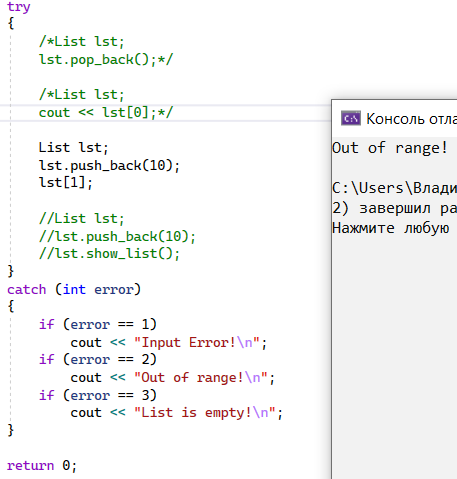 try
{
/*List lst;
lst.pop_back();*/
/*List lst;
cout << lst[0];*/
List lst;
lst.push_back(10);
lst[1];
//List lst;
//lst.push_back(10);
//lst.show_list();
}
catch (int error)
{
if (error == 1)
cout << "Input Error!\n";
if (error == 2)
cout << "Out of range!\n";
if (error == 3)
cout << "List is empty!\n";
}
return 0;
C:\
Консоль отла
Out of range!
C:\Users\Влади
2) завершил ра
Нажмите любую